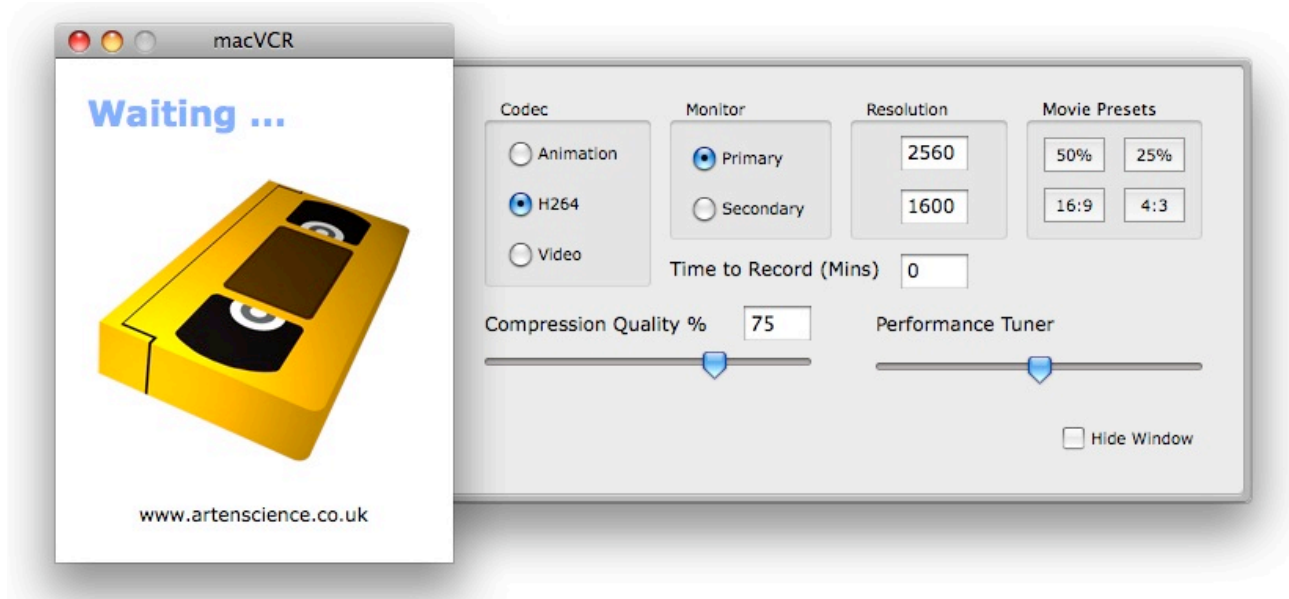 macVCR
Waiting ...
www.artenscience.co.uk
Codec
Animation
H264
Video
Monitor
Primary
Secondary
Resolution
2560
1600
Movie Presets
50% 25%
16:9 4:3
Time to Record (Mins) 0
Compression Quality % 75
Performance Tuner
Hide Window